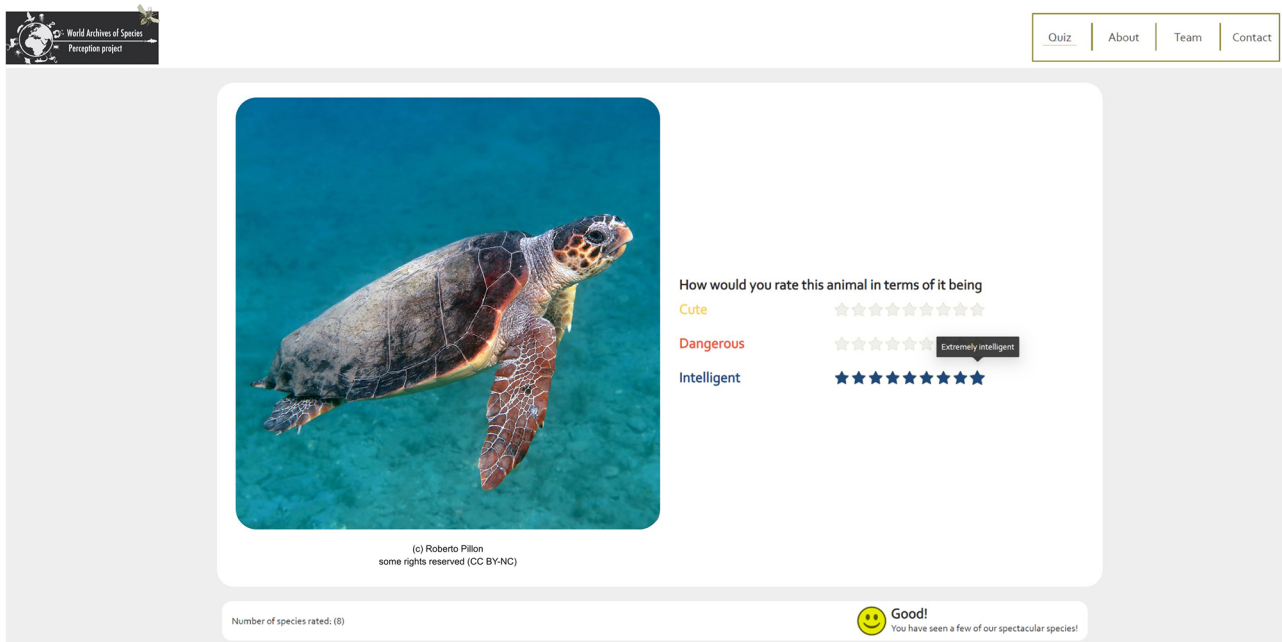 World Archives of Species
Perception project
Quiz
About
Team
Contact
How would you rate this animal in terms of it being
Cute
Dangerous
Extremely intelligent
Intelligent
(c) Roberto Pillon
some rights reserved (CC BY-NC)
Number of species rated: (8)
Good!
You have seen a few of our spectacular species!